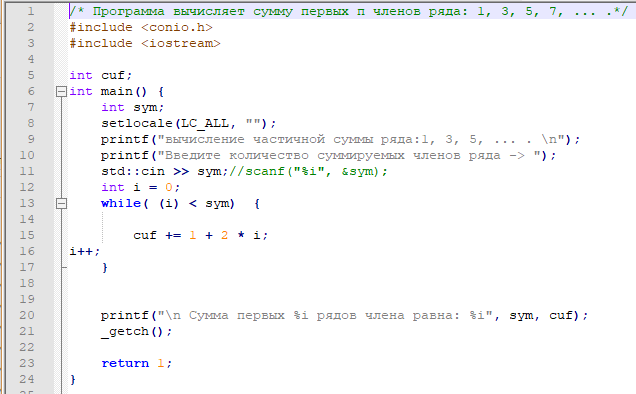 1 /* Программа вычисляет сумму первых п членов ряда: 1, 3, 5, 7, ... .*/
2 #include <conio.h>
3 #include <iostream>
4
5 int cuf;
6 int main() {
7 int sym;
8 setlocale(LC_ALL, "");
9 printf("вычисление частичной суммы ряда:1, 3, 5, ... . \n");
10 printf("Введите количество суммируемых членов ряда -> ");
11 std::cin >> sym;//scanf("%i", &sym);
12 int i = 0;
13 while( (i) < sym) {
14
15 cuf += 1 + 2 * i;
16 i++;
17 }
18
19
20 printf("\n Сумма первых %i рядов члена равна: %i", sym, cuf);
21 _getch();
22
23 return 1;
24 }